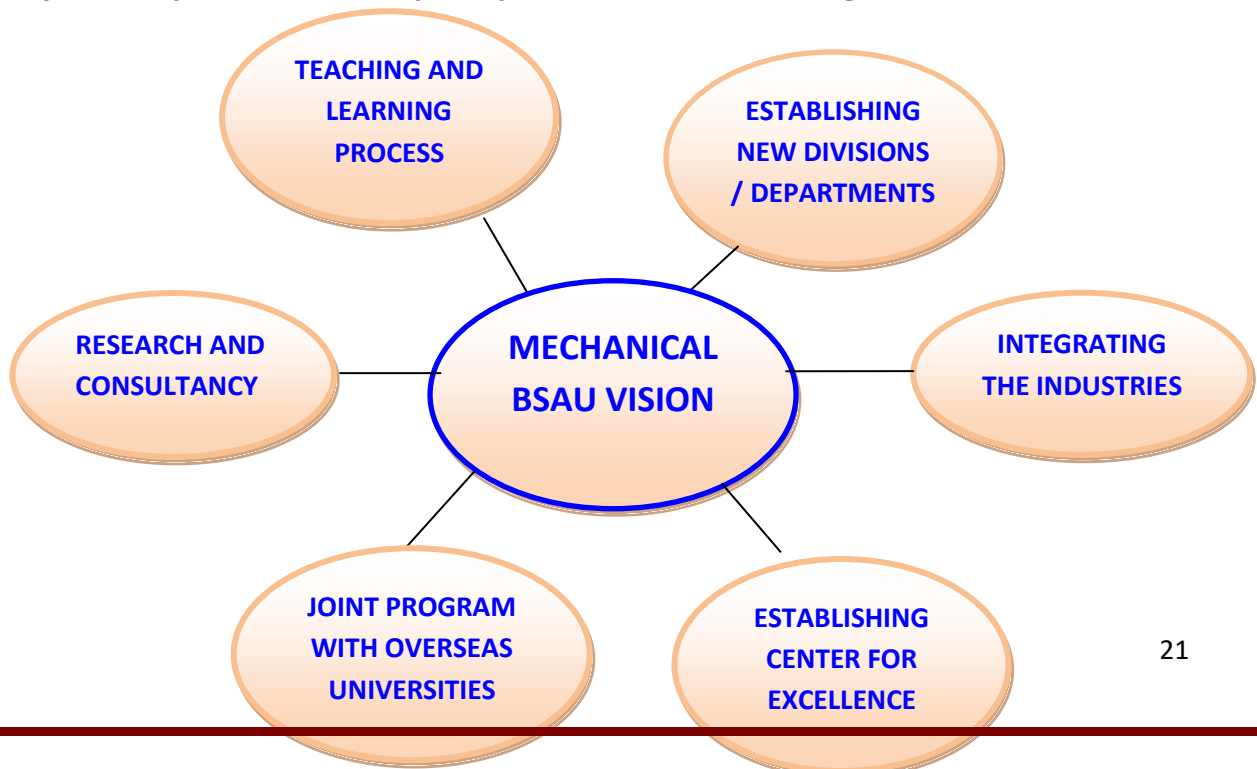 TEACHING AND
LEARNING
PROCESS
ESTABLISHING
NEW DIVISIONS
/ DEPARTMENTS
RESEARCH AND
CONSULTANCY
MECHANICAL
BSAU VISION
INTEGRATING
THE INDUSTRIES
JOINT PROGRAM
WITH OVERSEAS
UNIVERSITIES
ESTABLISHING
CENTER FOR
EXCELLENCE
21